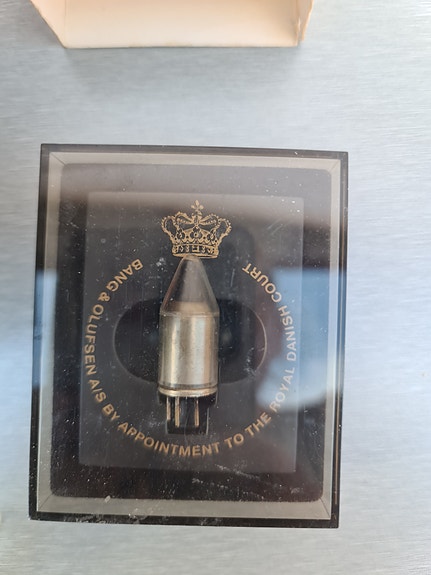 BANG & OLUFSEN A/S BY APPOINTMENT TO THE ROYAL DANISH COURT